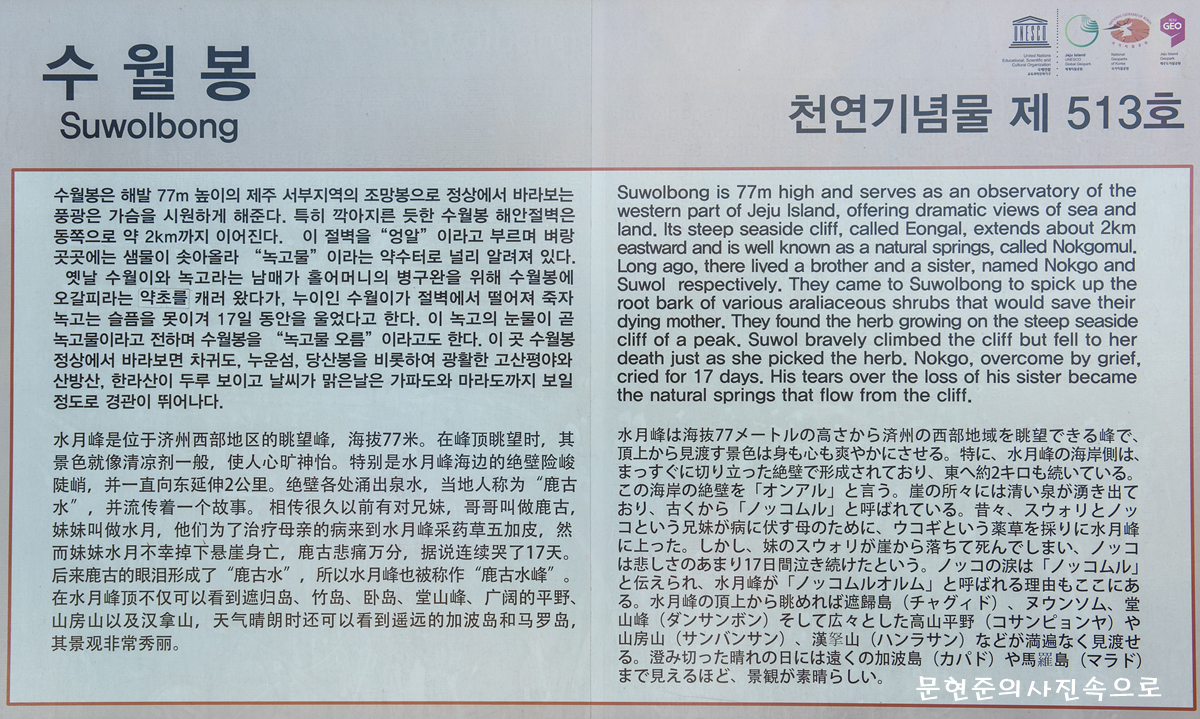 수월봉
Suwolbong
UNESCO
United Nations
Educational, Scientific and
Cultural Organization
Jeju Island
UNESCO
Global Geopark
National
Geoparks
of Korea
GEO
Jeju Island
Geopark
천연기념물 제 513호
수월봉은 해발 77m 높이의 제주 서부지역의 조망봉으로 정상에서 바라보는
풍광은 가슴을 시원하게 해준다. 특히 깍아지른 듯한 수월봉 해안절벽은
동쪽으로 약 2km까지 이어진다. 이 절벽을 “엉알” 이라고 부르며 벼랑
곳곳에는 샘물이 솟아올라 “녹고물” 이라는 약수터로 널리 알려져 있다.
옛날 수월이와 녹고라는 남매가 홀어머니의 병구완을 위해 수월봉에
오갈피라는 약초를 캐러 왔다가, 누이인 수월이가 절벽에서 떨어져 죽자
녹고는 슬픔을 못이겨 17일 동안을 울었다고 한다. 이 녹고의 눈물이 곧
녹고물이라고 전하며 수월봉을 “녹고물 오름” 이라고도 한다. 이 곳 수월봉
정상에서 바라보면 차귀도, 누운섬, 당산봉을 비롯하여 광활한 고산평야와
산방산, 한라산이 두루 보이고 날씨가 맑은날은 가파도와 마라도까지 보일
정도로 경관이 뛰어나다.
Suwolbong is 77m high and serves as an observatory of the
western part of Jeju Island, offering dramatic views of sea and
land. Its steep seaside cliff, called Eongal, extends about 2km
eastward and is well known as a natural springs, called Nokgomul.
Long ago, there lived a brother and a sister, named Nokgo and
Suwol respectively. They came to Suwolbong to spick up the
root bark of various araliaceous shrubs that would save their
dying mother. They found the herb growing on the steep seaside
cliff of a peak. Suwol bravely climbed the cliff but fell to her
death just as she picked the herb. Nokgo, overcome by grief,
cried for 17 days. His tears over the loss of his sister became
the natural springs that flow from the cliff.
水月峰是位于济州西部地区的眺望峰，海拔77米。在峰顶眺望时，其
景色就像清凉剂一般，使人心旷神怡。特别是水月峰海边的绝壁险峻
陡峭，并一直向东延伸2公里。绝壁各处涌出泉水，当地人称为“鹿古
水”，并流传着一个故事。相传很久以前有对兄妹，哥哥叫做鹿古，
妹妹叫做水月，他们为了治疗母亲的病来到水月峰采药草五加皮，然
而妹妹水月不幸掉下悬崖身亡，鹿古悲痛万分，据说连续哭了17天。
后来鹿古的眼泪形成了“鹿古水”，所以水月峰也被称作“鹿古水峰”。
在水月峰顶不仅可以看到遮归岛、竹岛、卧岛、堂山峰、广阔的平野、
山房山以及汉拿山，天气晴朗时还可以看到遥远的加波岛和马罗岛，
其景观非常秀丽。
水月峰は海抜77メートルの高さから済州の西部地域を眺望できる峰で、
頂上から見渡す景色は身も心も爽やかにさせる。特に、水月峰の海岸側は、
まっすぐに切り立った絶壁で形成されており、東へ約2キロも続いている。
この海岸の絶壁を「オンアル」と言う。崖の所々には清い泉が湧き出て
おり、古くから「ノッコムル」と呼ばれている。昔々、スウォリとノッ
コという兄妹が病に伏す母のために、ウコギという薬草を採りに水月峰
に上った。しかし、妹のスウォリが崖から落ちて死んでしまい、ノッコ
は悲しさのあまり17日間泣き続けたという。ノッコの涙は「ノッコムル」
と伝えられ、水月峰が「ノッコムルオルム」と呼ばれる理由もここにあ
る。水月峰の頂上から眺めれば遮歸島（チャグィド）、ヌウンソム、堂
山峰（ダンサンボン）そして広々とした高山平野（コサンピョンヤ）や
山房山（サンバンサン）、漢拏山（ハンラサン）などが満遍なく見渡せ
る。澄み切った晴れの日には遠くの加波島（カパド）や馬羅島（マラド）
まで見えるほど、景観が素晴らしい。
문현준의사진속으로